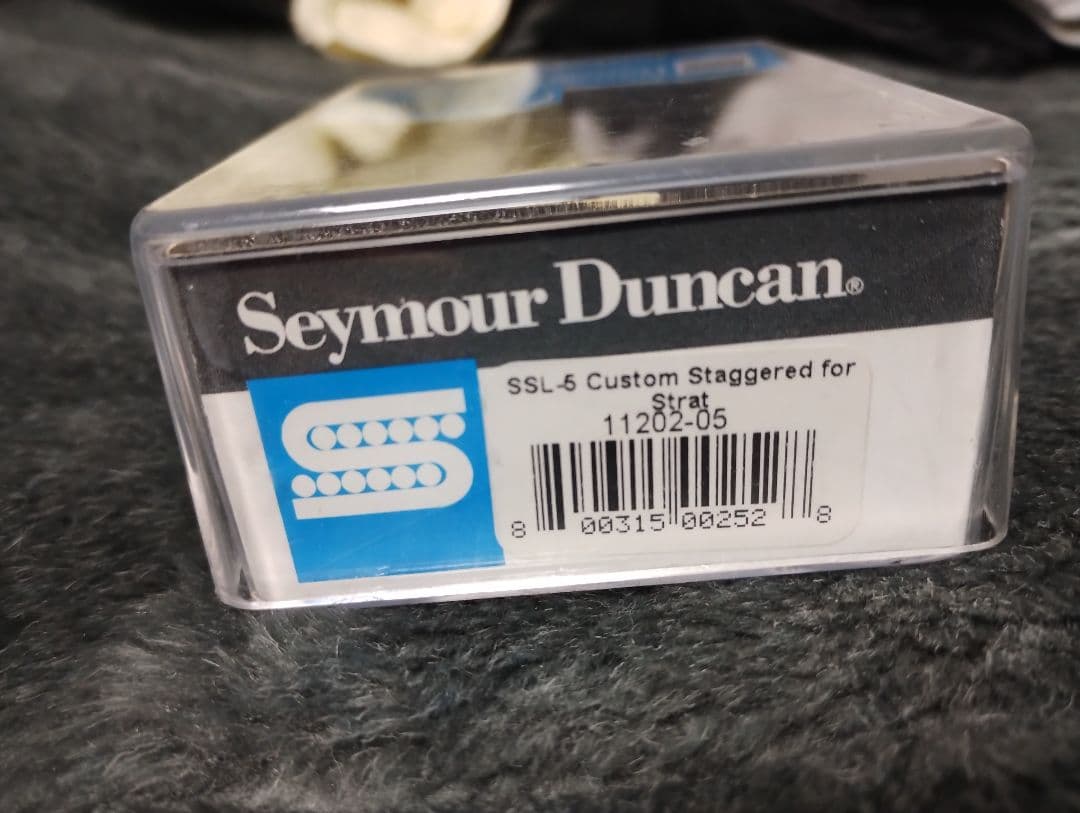 Seymour Duncan®
SSL-5 Custom Staggered for
Strat
11202-05
8 00315 00252 8